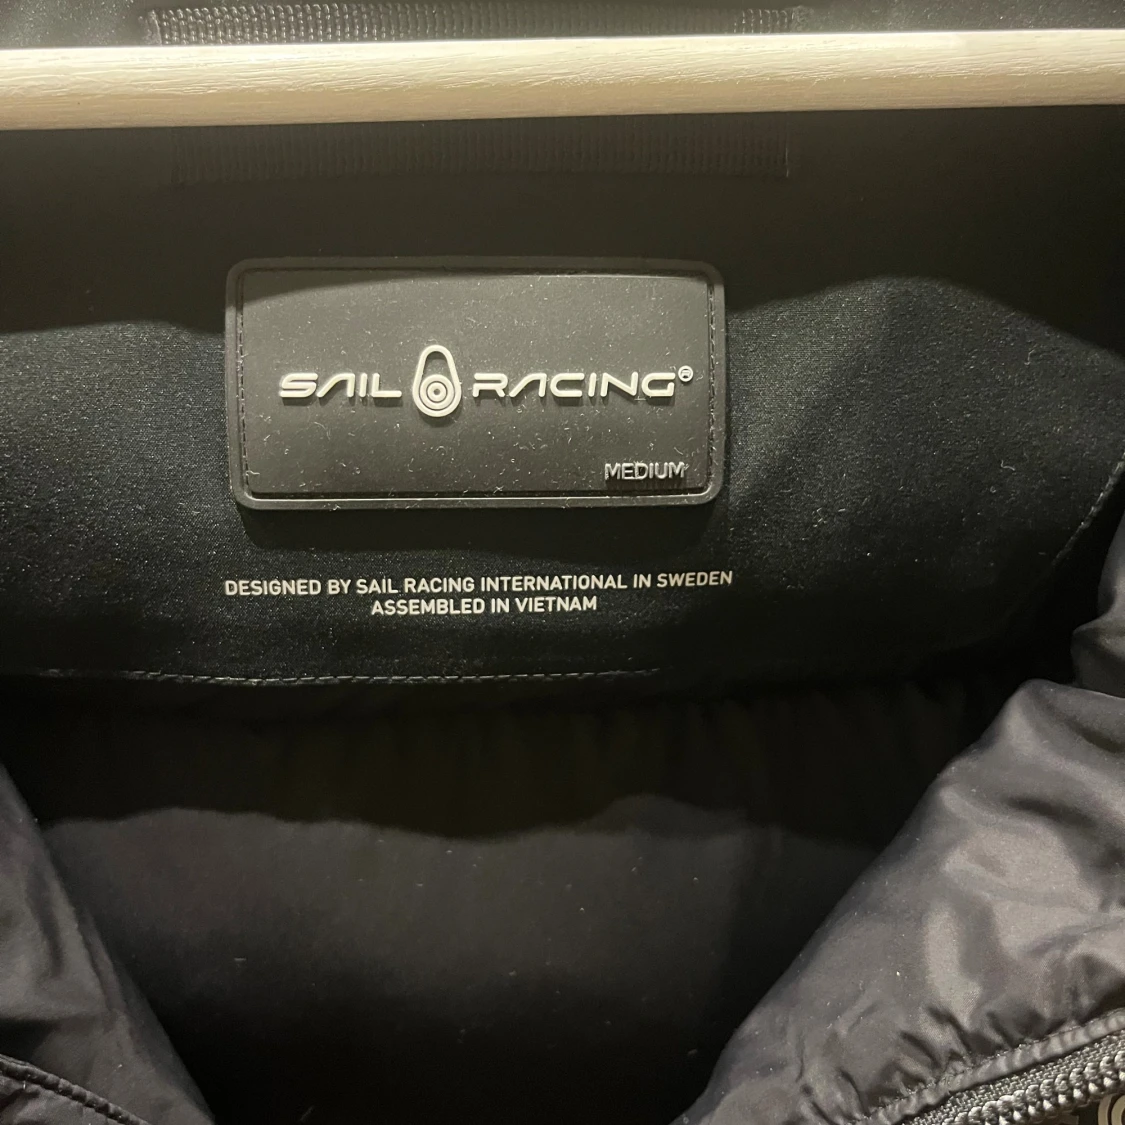 SAIL RACING®
MEDIUM
DESIGNED BY SAIL RACING INTERNATIONAL IN SWEDEN
ASSEMBLED IN VIETNAM